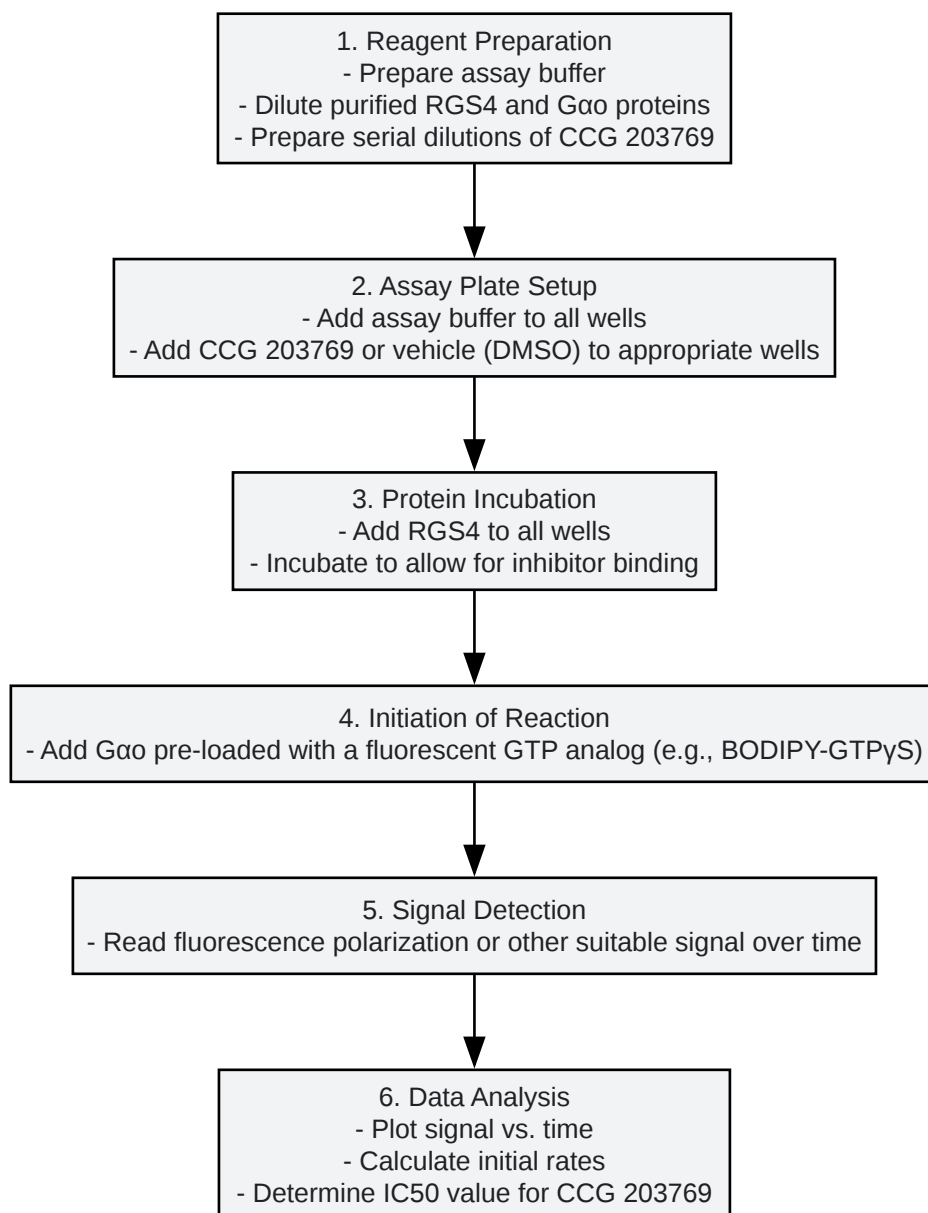 1. Reagent Preparation
- Prepare assay buffer
- Dilute purified RGS4 and Gαo proteins
- Prepare serial dilutions of CCG 203769
2. Assay Plate Setup
- Add assay buffer to all wells
- Add CCG 203769 or vehicle (DMSO) to appropriate wells
3. Protein Incubation
- Add RGS4 to all wells
- Incubate to allow for inhibitor binding
4. Initiation of Reaction
- Add Gαo pre-loaded with a fluorescent GTP analog (e.g., BODIPY-GTPγS)
5. Signal Detection
- Read fluorescence polarization or other suitable signal over time
6. Data Analysis
- Plot signal vs. time
- Calculate initial rates
- Determine IC50 value for CCG 203769